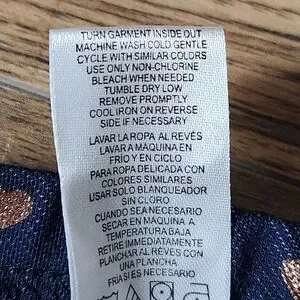 TURN GARMENT INSIDE OUT
MACHINE WASH COLD GENTLE
CYCLE WITH SIMILAR COLORS
USE ONLY NON-CHLORINE
BLEACH WHEN NEEDED
TUMBLE DRY LOW
REMOVE PROMPTLY
COOL IRON ON REVERSE
SIDE IF NECESSARY
LAVAR LA ROPA AL REVÉS
LAVAR A MÁQUINA EN
FRÍO Y EN CICLO
PARA ROPA DELICADA CON
COLORES SIMILARES
USAR SOLO BLANQUEADOR
SIN CLORO
CUANDO SEA NECESARIO
SECAR EN MÁQUINA A
TEMPERATURA BAJA
RETIRE IMMEDIATAMENTE
PLANCHAR AL REVÉS CON
UNA PLANCHA
FRÍA SI ES NECESARIO